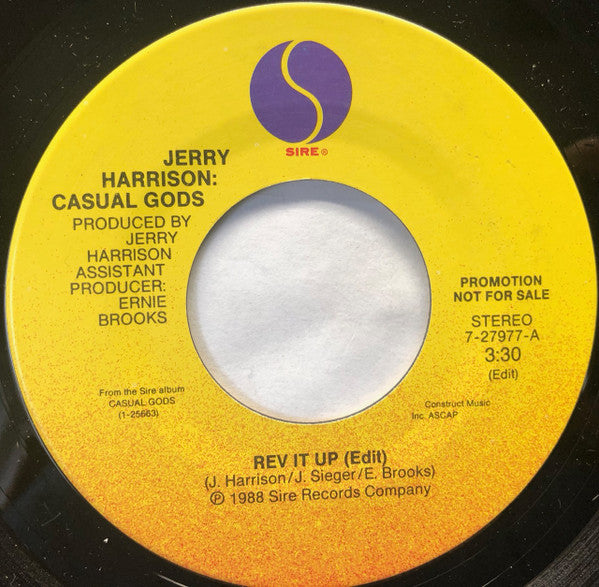 SIRE®
JERRY
HARRISON:
CASUAL GODS
PRODUCED BY
JERRY
HARRISON
ASSISTANT
PRODUCER:
ERNIE
BROOKS
PROMOTION
NOT FOR SALE
STEREO
7-27977-A
3:30
(Edit)
From the Sire album
CASUAL GODS
(1-25663)
Construct Music
Inc. ASCAP
REV IT UP (Edit)
(J. Harrison/J. Sieger/E. Brooks)
℗ 1988 Sire Records Company